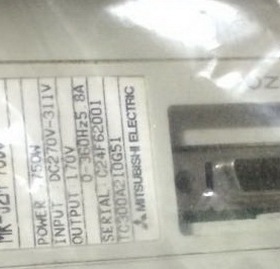 POWER 750W
INPUT DC270V-311V
OUTPUT 170V
0-360Hz5.8A
SERIAL C24F62001
TC300A210G51
MITSUBISHI ELECTRIC